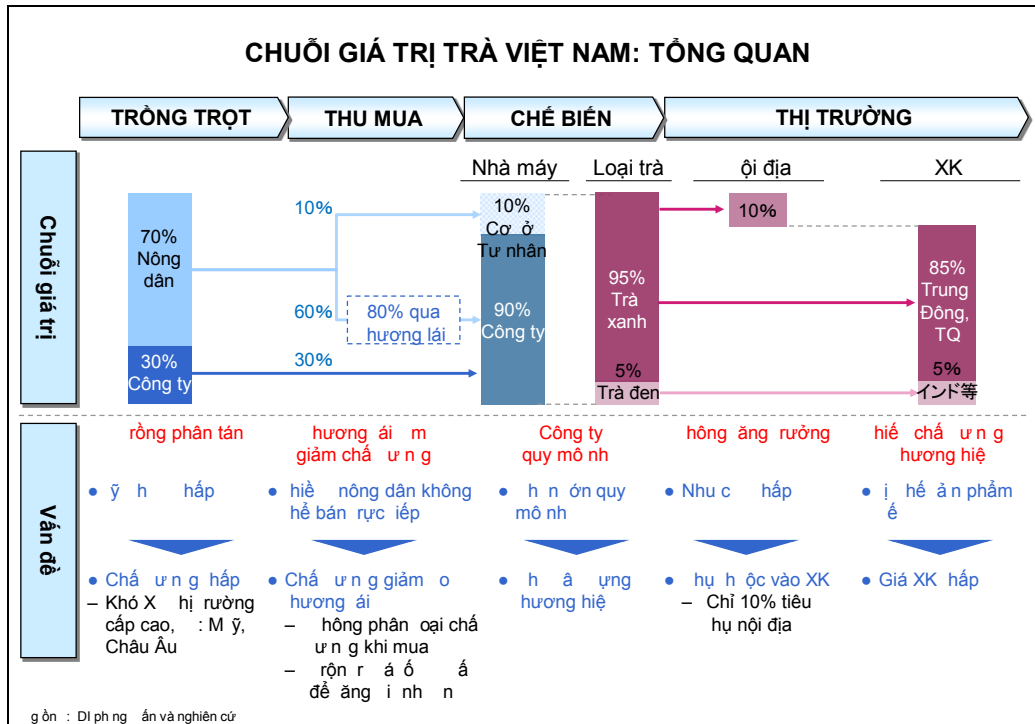 CHUỖI GIÁ TRỊ TRÀ VIỆT NAM: TỔNG QUAN
TRỒNG TRỌT
THU MUA
CHẾ BIẾN
THỊ TRƯỜNG
Chuỗi giá trị
Nhà máy
Loại trà
ội địa
XK
70%
Nông
dân
30%
Công ty
10%
60%
30%
80% qua
hương lái
10%
Cơ ở
Tư nhân
90%
Công ty
95%
Trà
xanh
5%
Trà đen
10%
85%
Trung
Đông,
TQ
5%
インド等
Vấn đề
rồng phân tán
● ỹ h hấp
● Chấ ư ng hấp
– Khó X hị rường
cấp cao, : M ỹ,
Châu Âu
hương ái m
giảm chấ ư ng
● hiề nông dân không
hể bán rực iếp
● Chấ ư ng giảm o
hương ái
– hông phân oại chấ
ư n g khi mua
– rộn r á ố ấ
để ăng i nh n
Công ty
quy mô nh
● h n ớn quy
mô nh
● h â ựng
hương hiệ
hông ăng rưởng
● Nhu c hấp
● hụ h ộc vào XK
– Chỉ 10% tiêu
hụ nội địa
hiế chấ ư ng
hương hiệ
● ị hế ản phẩm
ế
● Giá XK hấp
g ồn : DI ph ng ấn và nghiên cứ